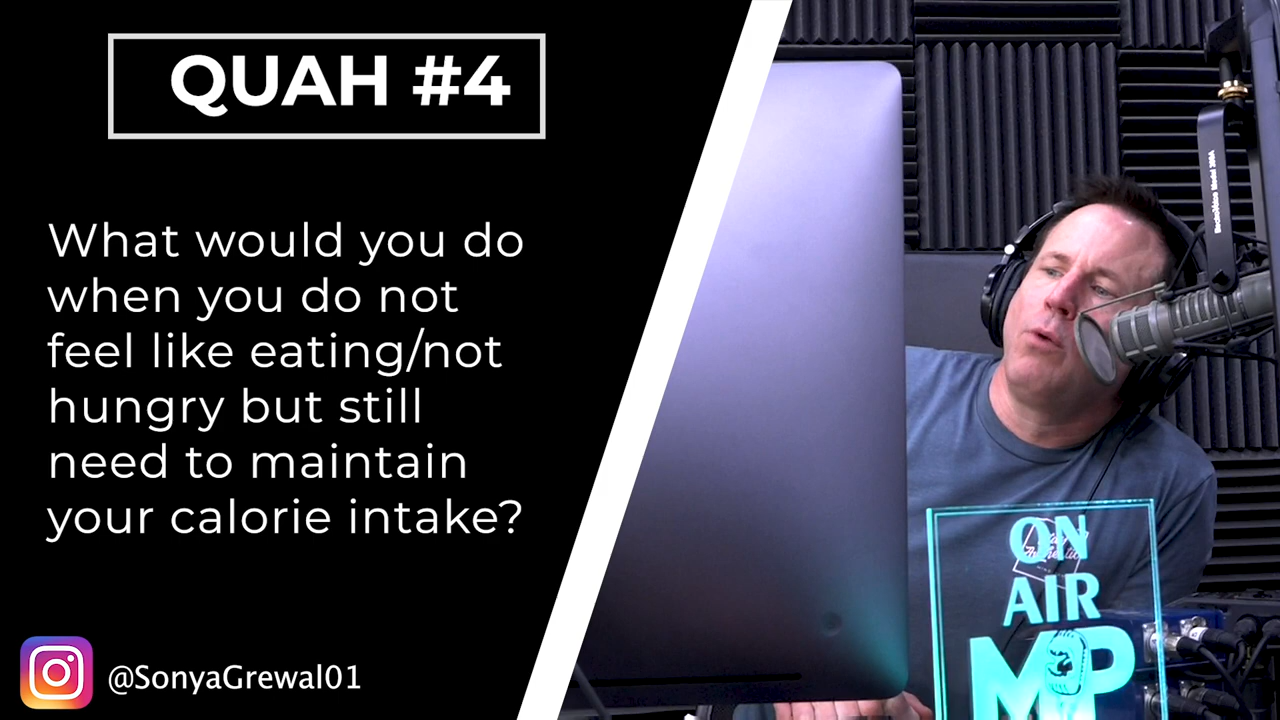 QUAH #4
What would you do
when you do not
feel like eating/not
hungry but still
need to maintain
your calorie intake?
@SonyaGrewal01
ON
AIR
MP